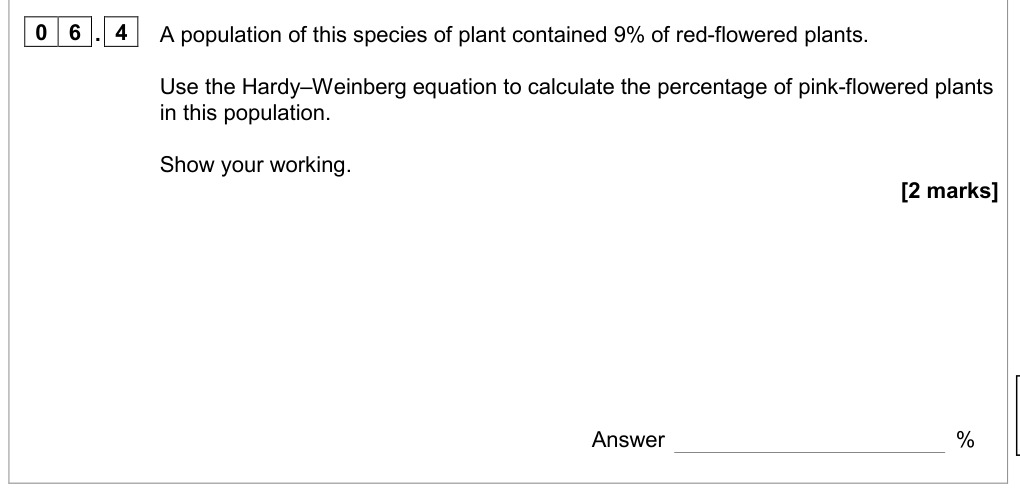 0 6 . 4 A population of this species of plant contained 9% of red-flowered plants.
Use the Hardy–Weinberg equation to calculate the percentage of pink-flowered plants
in this population.
Show your working.
[2 marks]
Answer %